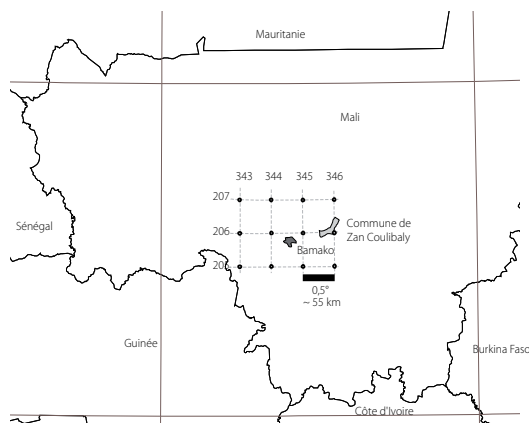 Mauritanie
Mali
343 344 345 346
207
Commune de
Zan Coulibaly
Sénégal
206
Bamako
0,5°
~ 55 km
Guinée
Burkina Faso
Côte d'Ivoire